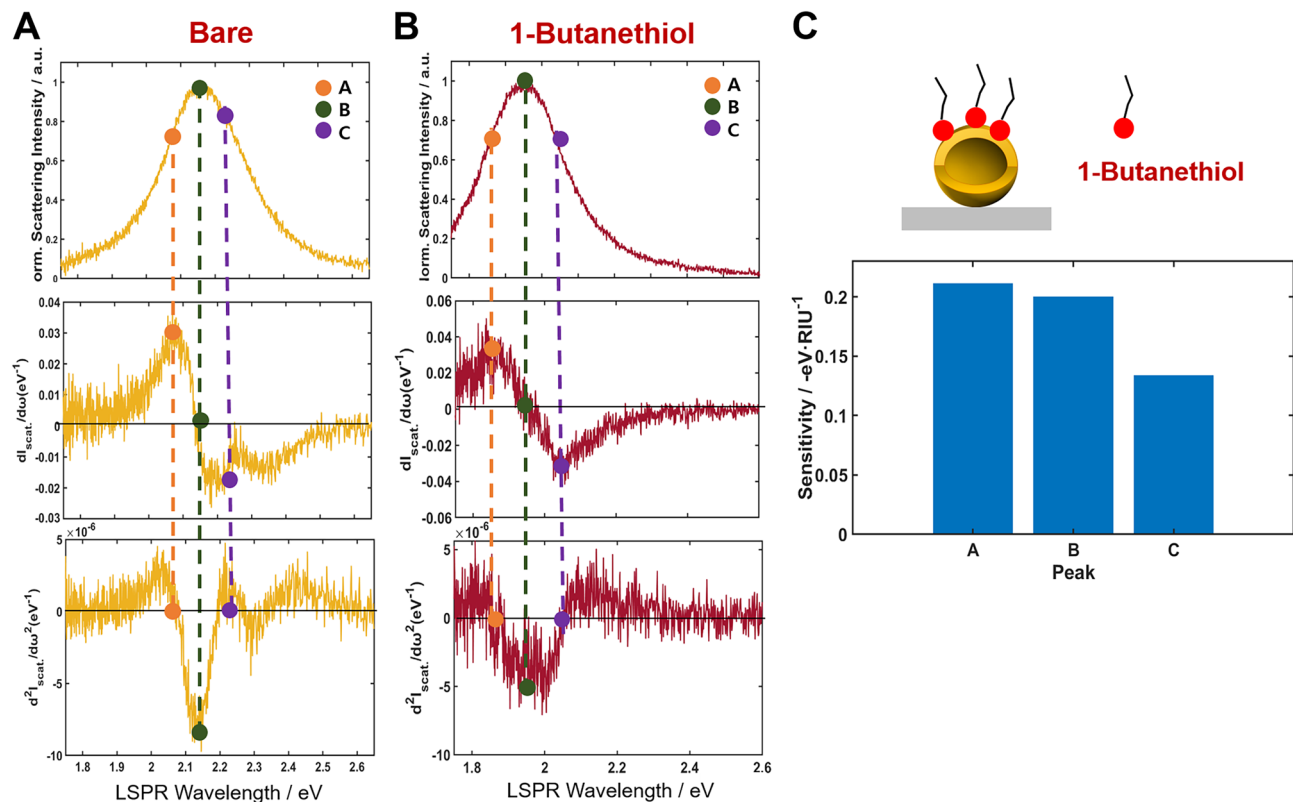 A
Bare
orm. Scattering Intensity / a.u.
1
0.8
0.6
0.4
0.2
0
A
B
C
dI_scat./dω(eV⁻¹)
0.04
0.03
0.02
0.01
0
-0.01
-0.02
-0.03
×10⁻⁶
d²I_scat./dω²(eV⁻¹)
5
0
-5
-10
1.8 1.9 2 2.1 2.2 2.3 2.4 2.5 2.6
LSPR Wavelength / eV
B
1-Butanethiol
lorm. Scattering Intensity / a.u.
1
0.8
0.6
0.4
0.2
0
A
B
C
dI_scat./dω(eV⁻¹)
0.06
0.04
0.02
0
-0.02
-0.04
-0.06
×10⁻⁶
d²I_scat./dω²(eV⁻¹)
5
0
-5
-10
1.8 2 2.2 2.4 2.6
LSPR Wavelength / eV
C
1-Butanethiol
Sensitivity / -eV·RIU⁻¹
0.2
0.15
0.1
0.05
0
A B C
Peak